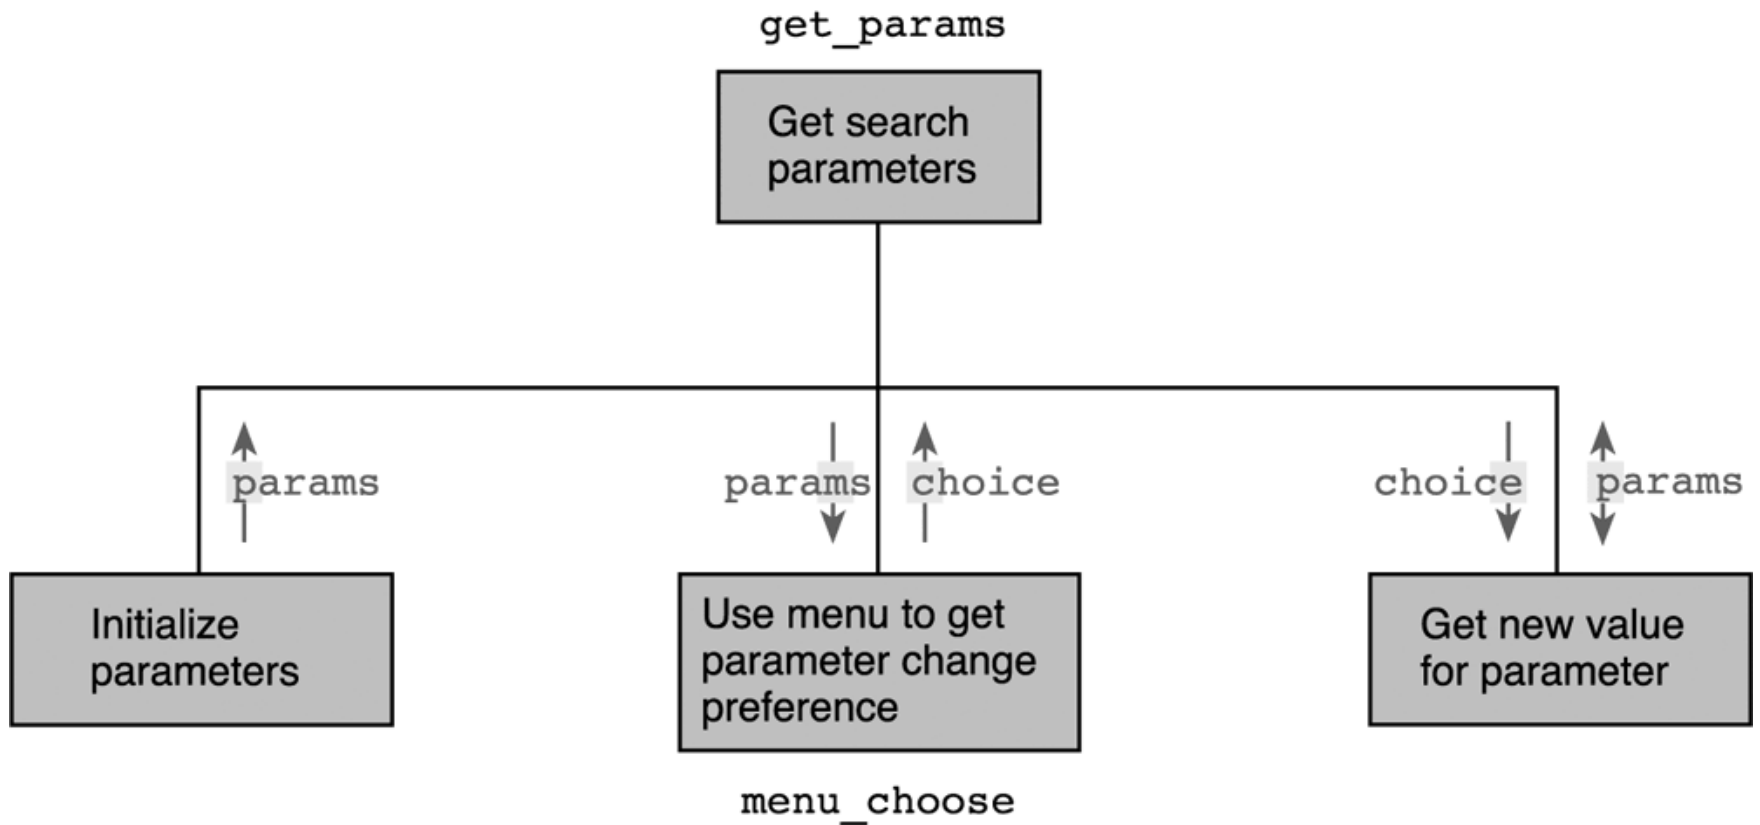 get_params
Get search
parameters
params
params
choice
choice
params
Initialize
parameters
Use menu to get
parameter change
preference
Get new value
for parameter
menu_choose